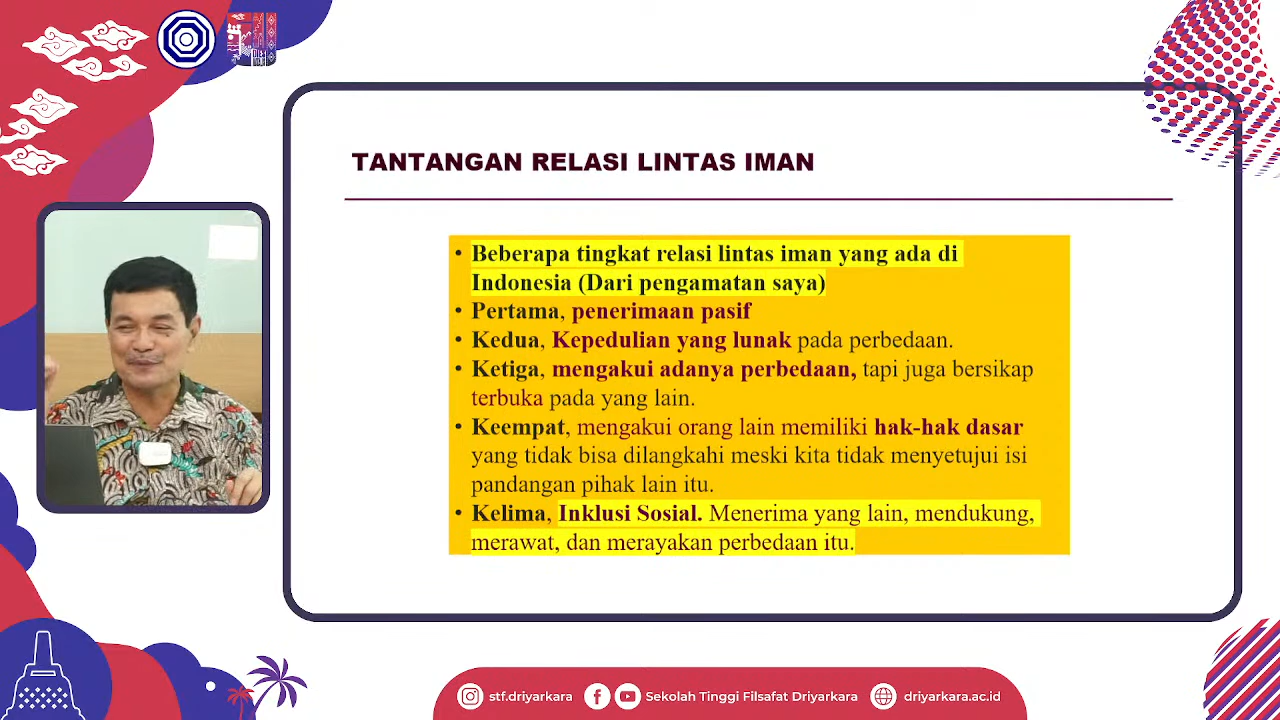 TANTANGAN RELASI LINTAS IMAN
• Beberapa tingkat relasi lintas iman yang ada di
Indonesia (Dari pengamatan saya)
• Pertama, penerimaan pasif
• Kedua, Kepedulian yang lunak pada perbedaan.
• Ketiga, mengakui adanya perbedaan, tapi juga bersikap
terbuka pada yang lain.
• Keempat, mengakui orang lain memiliki hak-hak dasar
yang tidak bisa dilangkahi meski kita tidak menyetujui isi
pandangan pihak lain itu.
• Kelima, Inklusi Sosial. Menerima yang lain, mendukung,
merawat, dan merayakan perbedaan itu.
stf.driyarkara Sekolah Tinggi Filsafat Driyarkara driyarkara.ac.id